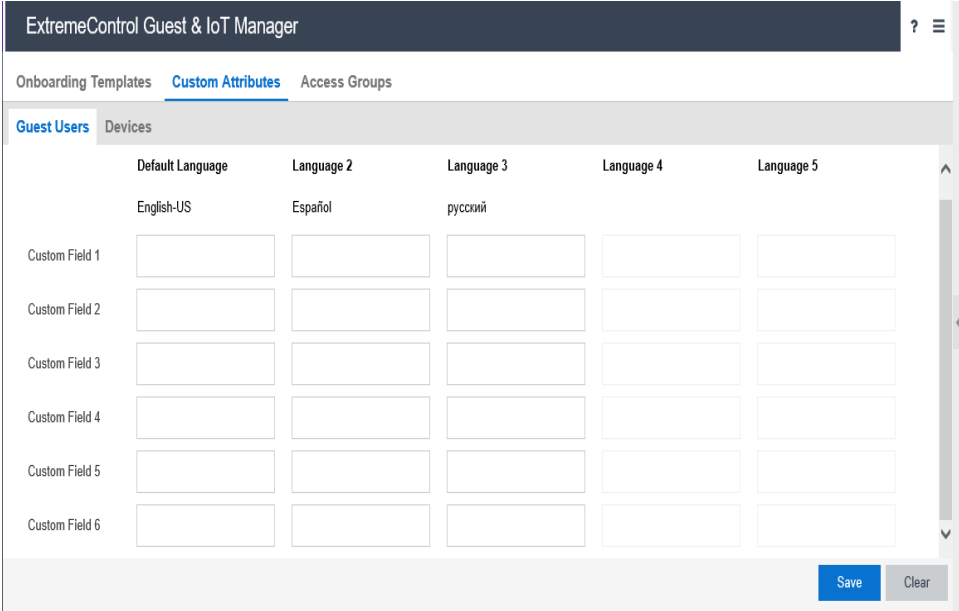 ExtremeControl Guest & IoT Manager ? ☰
Onboarding Templates Custom Attributes Access Groups
Guest Users Devices
Default Language Language 2 Language 3 Language 4 Language 5
English-US Español русский
Custom Field 1
Custom Field 2
Custom Field 3
Custom Field 4
Custom Field 5
Custom Field 6
Save Clear